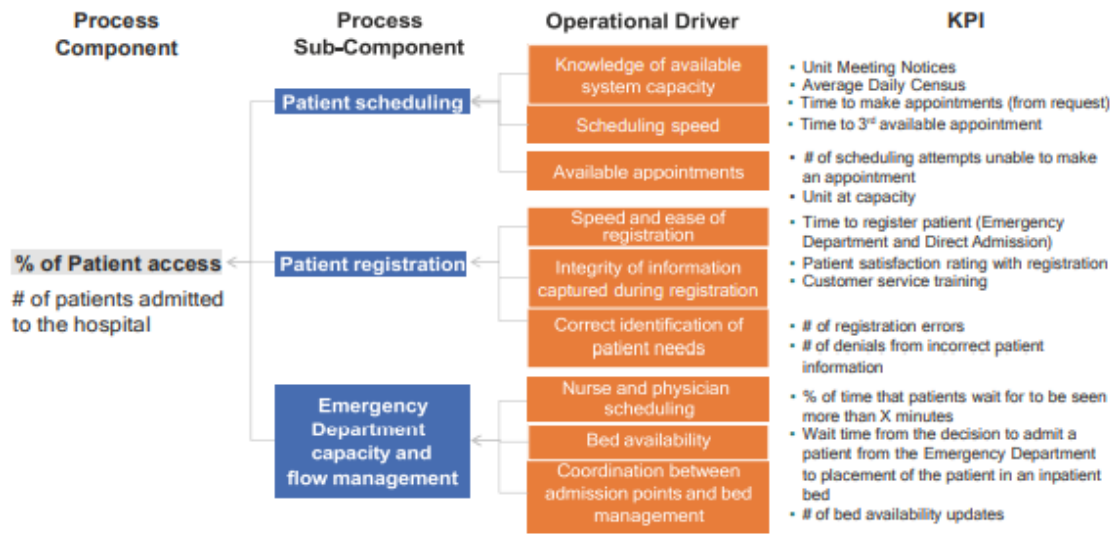 Process
Component
Process
Sub-Component
Operational Driver
KPI
Patient scheduling
Knowledge of available
system capacity
Scheduling speed
Available appointments
• Unit Meeting Notices
• Average Daily Census
• Time to make appointments (from request)
• Time to 3rd available appointment
• # of scheduling attempts unable to make
an appointment
• Unit at capacity
% of Patient access
# of patients admitted
to the hospital
Patient registration
Speed and ease of
registration
Integrity of information
captured during registration
Correct identification of
patient needs
• Time to register patient (Emergency
Department and Direct Admission)
• Patient satisfaction rating with registration
• Customer service training
• # of registration errors
• # of denials from incorrect patient
information
Emergency
Department
capacity and
flow management
Nurse and physician
scheduling
Bed availability
Coordination between
admission points and bed
management
• % of time that patients wait for to be seen
more than X minutes
• Wait time from the decision to admit a
patient from the Emergency Department
to placement of the patient in an inpatient
bed
• # of bed availability updates